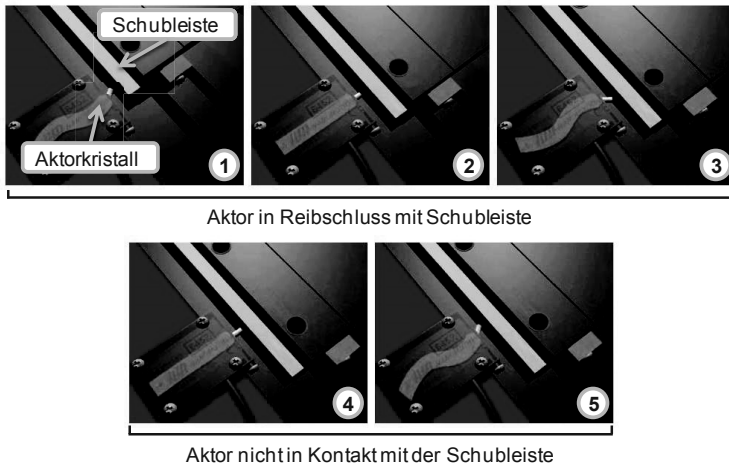 Schubleiste
Aktorkristall
1
2
3
Aktor in Reibschluss mit Schubleiste
4
5
Aktor nicht in Kontakt mit der Schubleiste